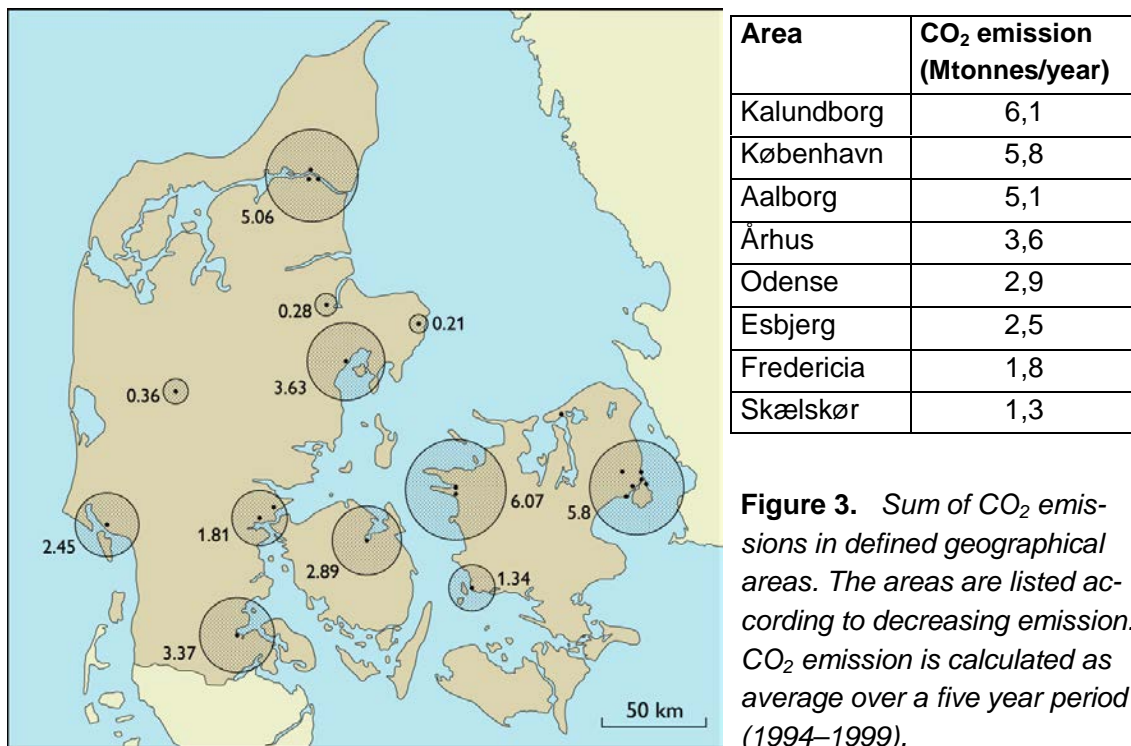 5.06
0.28
0.21
3.63
0.36
6.07
5.8
2.45
1.81
2.89
1.34
3.37
50 km
Area CO₂ emission
(Mtonnes/year)
Kalundborg 6,1
København 5,8
Aalborg 5,1
Århus 3,6
Odense 2,9
Esbjerg 2,5
Fredericia 1,8
Skælskør 1,3
Figure 3. Sum of CO₂ emis-
sions in defined geographical
areas. The areas are listed ac-
cording to decreasing emission.
CO₂ emission is calculated as
average over a five year period
(1994–1999).